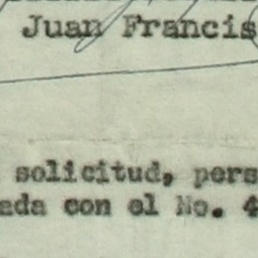 Juan Francis
solicitud, pers
ada con el No. 4